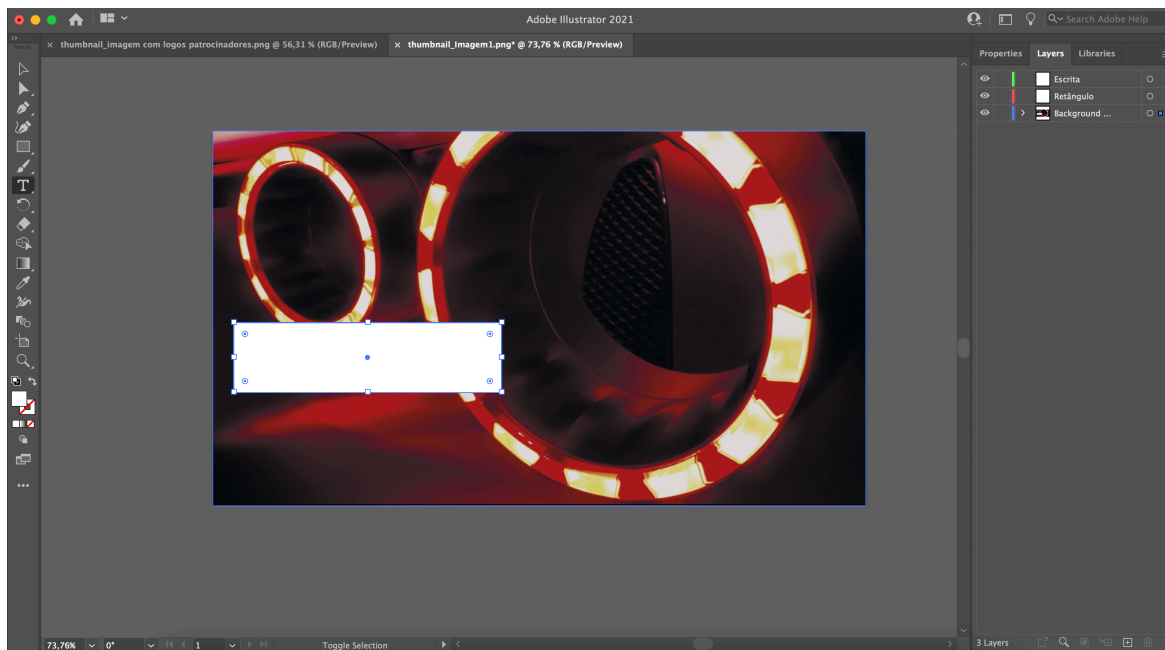 Adobe Illustrator 2021
Search Adobe Help
thumbnail_imagem com logos patrocinadores.png @ 56,31 % (RGB/Preview)
thumbnail_Imagem1.png* @ 73,76 % (RGB/Preview)
Properties
Layers
Libraries
Escrita
Retângulo
Background ...
T
73,76%
0°
1
Toggle Selection
3 Layers